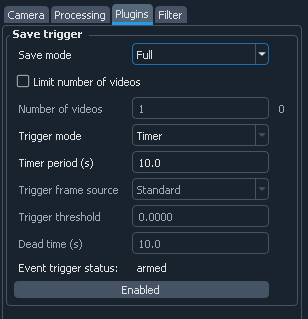 Camera Processing Plugins Filter
Save trigger
Save mode Full
Limit number of videos
Number of videos 1 0
Trigger mode Timer
Timer period (s) 10.0
Trigger frame source Standard
Trigger threshold 0.0000
Dead time (s) 10.0
Event trigger status: armed
Enabled